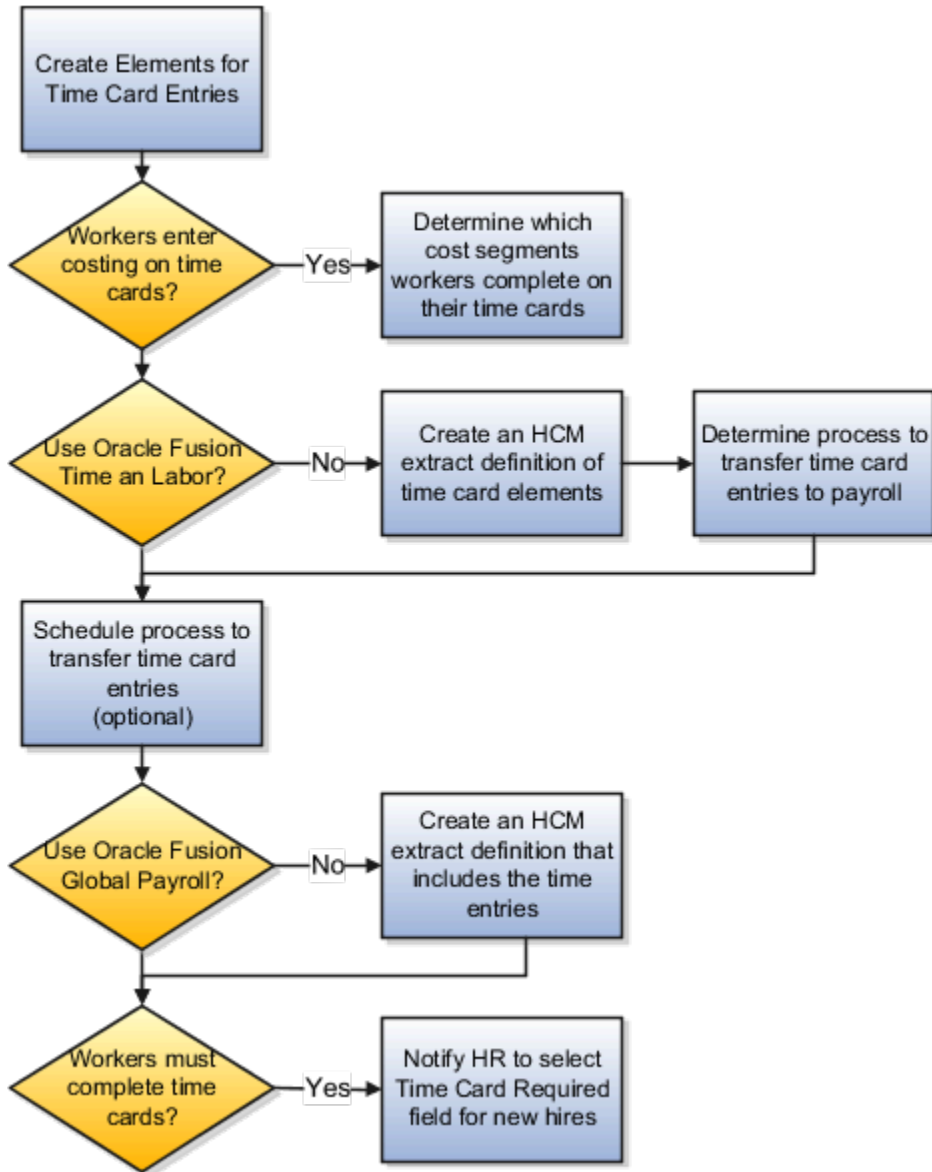 Create Elements for
Time Card Entries
Workers enter
costing on time
cards?
Yes
Determine which
cost segments
workers complete on
their time cards
Use Oracle Fusion
Time an Labor?
No
Create an HCM
extract definition of
time card elements
Determine process to
transfer time card
entries to payroll
Schedule process to
transfer time card
entries
(optional)
Use Oracle Fusion
Global Payroll?
No
Create an HCM
extract definition that
includes the time
entries
Workers must
complete time
cards?
Yes
Notify HR to select
Time Card Required
field for new hires